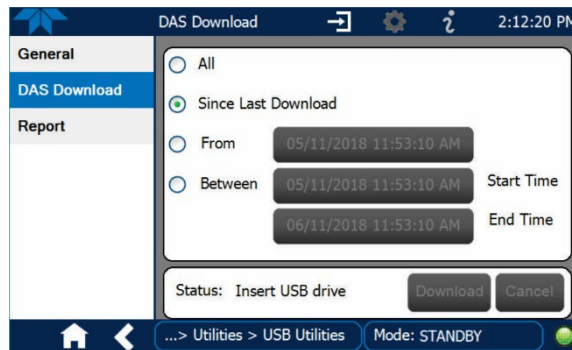 DAS Download 2:12:20 PM
General
DAS Download
Report
All
Since Last Download
From 05/11/2018 11:53:10 AM
Between 05/11/2018 11:53:10 AM Start Time
06/11/2018 11:53:10 AM End Time
Status: Insert USB drive Download Cancel
...> Utilities > USB Utilities Mode: STANDBY